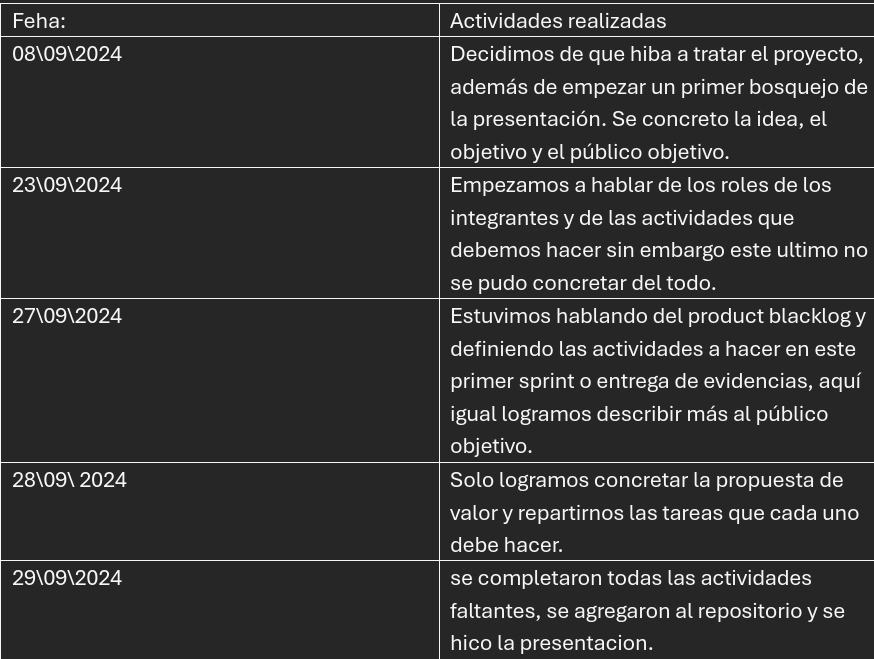 Feha:
Actividades realizadas
08\09\2024
Decidimos de que hiba a tratar el proyecto,
además de empezar un primer bosquejo de
la presentación. Se concreto la idea, el
objetivo y el público objetivo.
23\09\2024
Empezamos a hablar de los roles de los
integrantes y de las actividades que
debemos hacer sin embargo este ultimo no
se pudo concretar del todo.
27\09\2024
Estuvimos hablando del product blacklog y
definiendo las actividades a hacer en este
primer sprint o entrega de evidencias, aquí
igual logramos describir más al público
objetivo.
28\09\ 2024
Solo logramos concretar la propuesta de
valor y repartirnos las tareas que cada uno
debe hacer.
29\09\2024
se completaron todas las actividades
faltantes, se agregaron al repositorio y se
hico la presentacion.